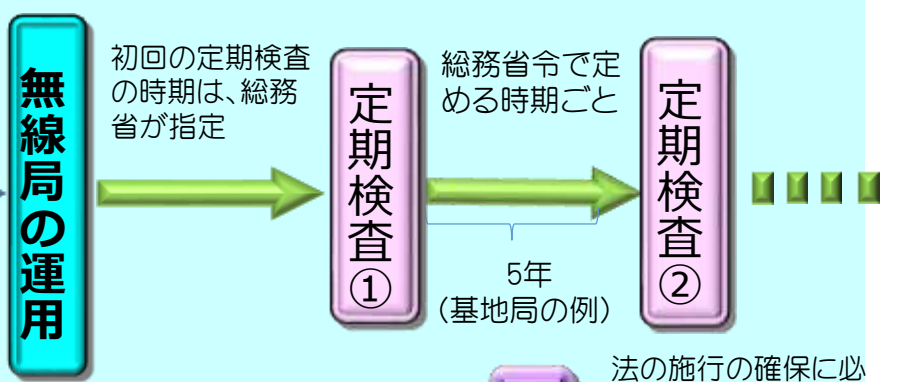 無線局の運用
初回の定期検査
の時期は、総務
省が指定
定期検査①
総務省令で定
める時期ごと
5年
（基地局の例）
定期検査②
法の施行の確保に必